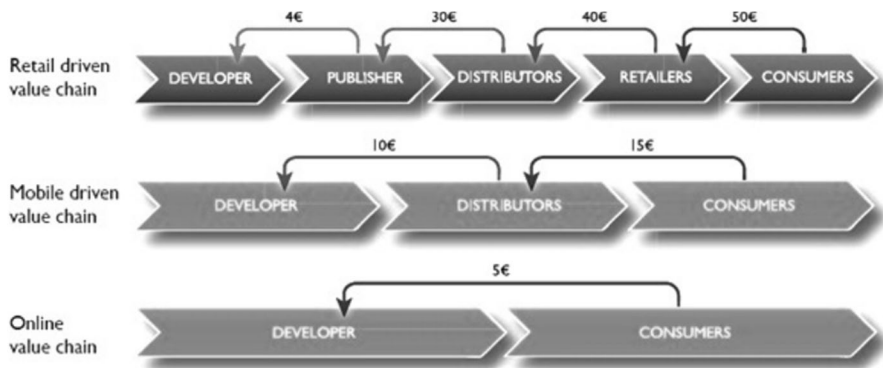 4€ 30€ 40€ 50€
Retail driven
value chain
DEVELOPER PUBLISHER DISTRIBUTORS RETAILERS CONSUMERS
10€ 15€
Mobile driven
value chain
DEVELOPER DISTRIBUTORS CONSUMERS
5€
Online
value chain
DEVELOPER CONSUMERS